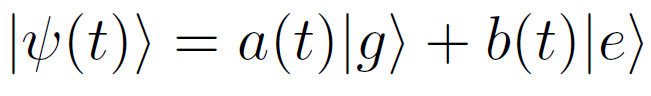 |ψ(t)⟩ = a(t)|g⟩ + b(t)|e⟩